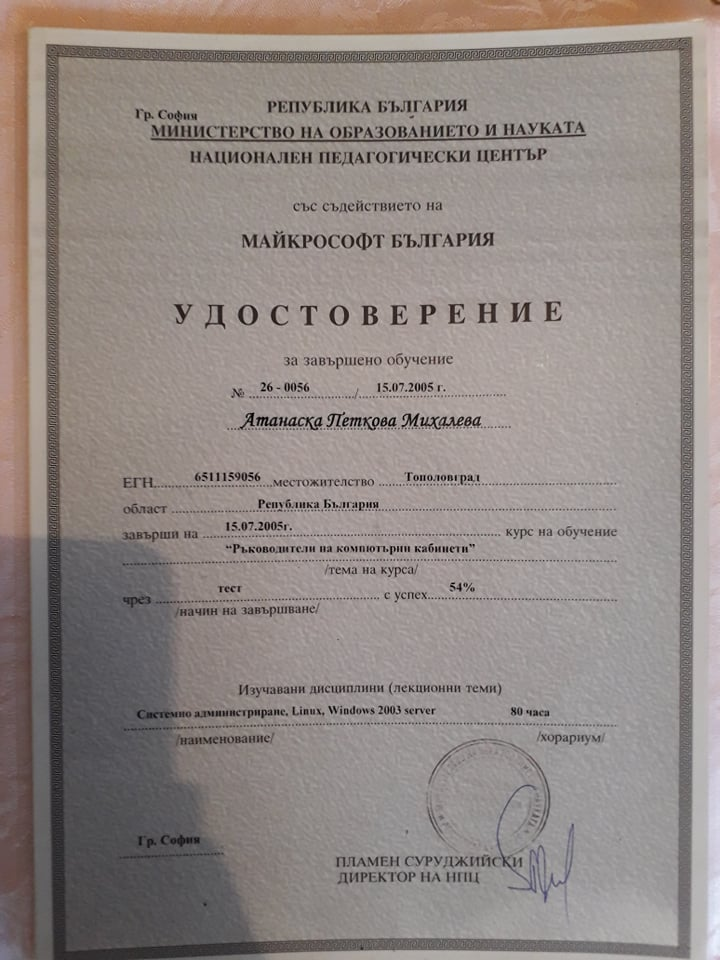 РЕПУБЛИКА БЪЛГАРИЯ
Гр. София
МИНИСТЕРСТВО НА ОБРАЗОВАНИЕТО И НАУКАТА
НАЦИОНАЛЕН ПЕДАГОГИЧЕСКИ ЦЕНТЪР
със съдействието на
МАЙКРОСОФТ БЪЛГАРИЯ
УДОСТОВЕРЕНИЕ
за завършено обучение
№ 26 - 0056 / 15.07.2005 г.
Атанаска Петкова Михалева
ЕГН 6511159056 местожителство Тополовград
област Република България
завърши на 15.07.2005г. курс на обучение
“Ръководители на компютърни кабинети”
/тема на курса/
чрез тест с успех 54%
/начин на завършване/
Изучавани дисциплини (лекционни теми)
Системно администриране, Linux, Windows 2003 server 80 часа
/наименование/ /хорариум/
Гр. София
ПЛАМЕН СУРУДЖИЙСКИ
ДИРЕКТОР НА НПЦ